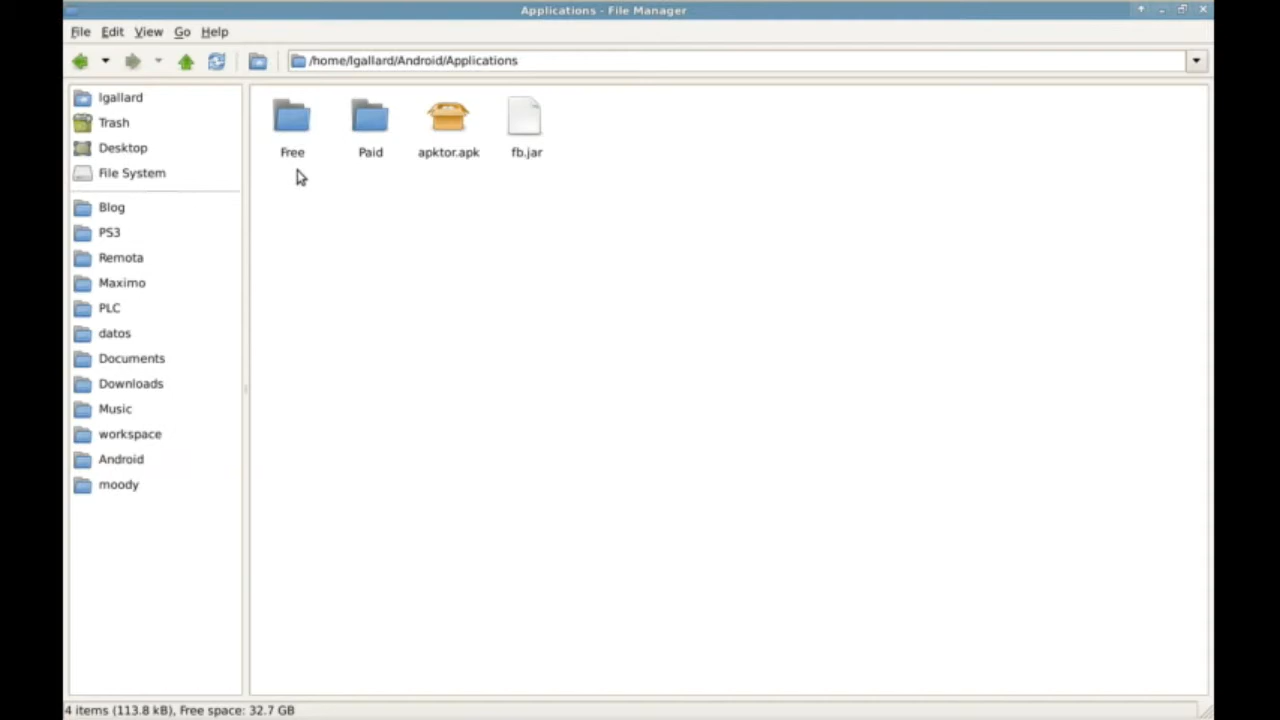 Applications - File Manager
File Edit View Go Help
/home/lgallard/Android/Applications
lgallard
Trash
Desktop
File System
Blog
PS3
Remota
Maximo
PLC
datos
Documents
Downloads
Music
workspace
Android
moody
Free Paid apktor.apk fb.jar
4 items (113.8 kB), Free space: 32.7 GB